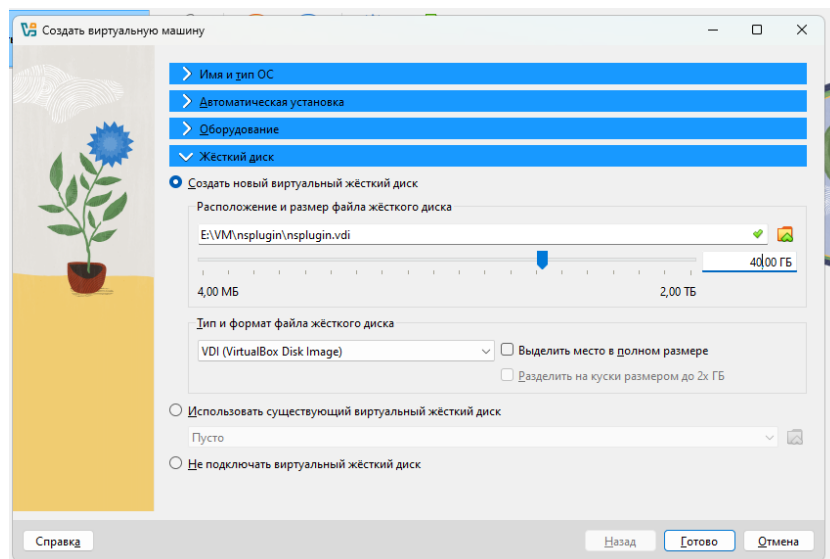 Создать виртуальную машину
Имя и тип ОС
Автоматическая установка
Оборудование
Жёсткий диск
Создать новый виртуальный жёсткий диск
Расположение и размер файла жёсткого диска
E:\VM\nsplugin\nsplugin.vdi
40,00 ГБ
4,00 МБ 2,00 ТБ
Тип и формат файла жёсткого диска
VDI (VirtualBox Disk Image) Выделить место в полном размере
Разделить на куски размером до 2х ГБ
Использовать существующий виртуальный жёсткий диск
Пусто
Не подключать виртуальный жёсткий диск
Справка Назад Готово Отмена